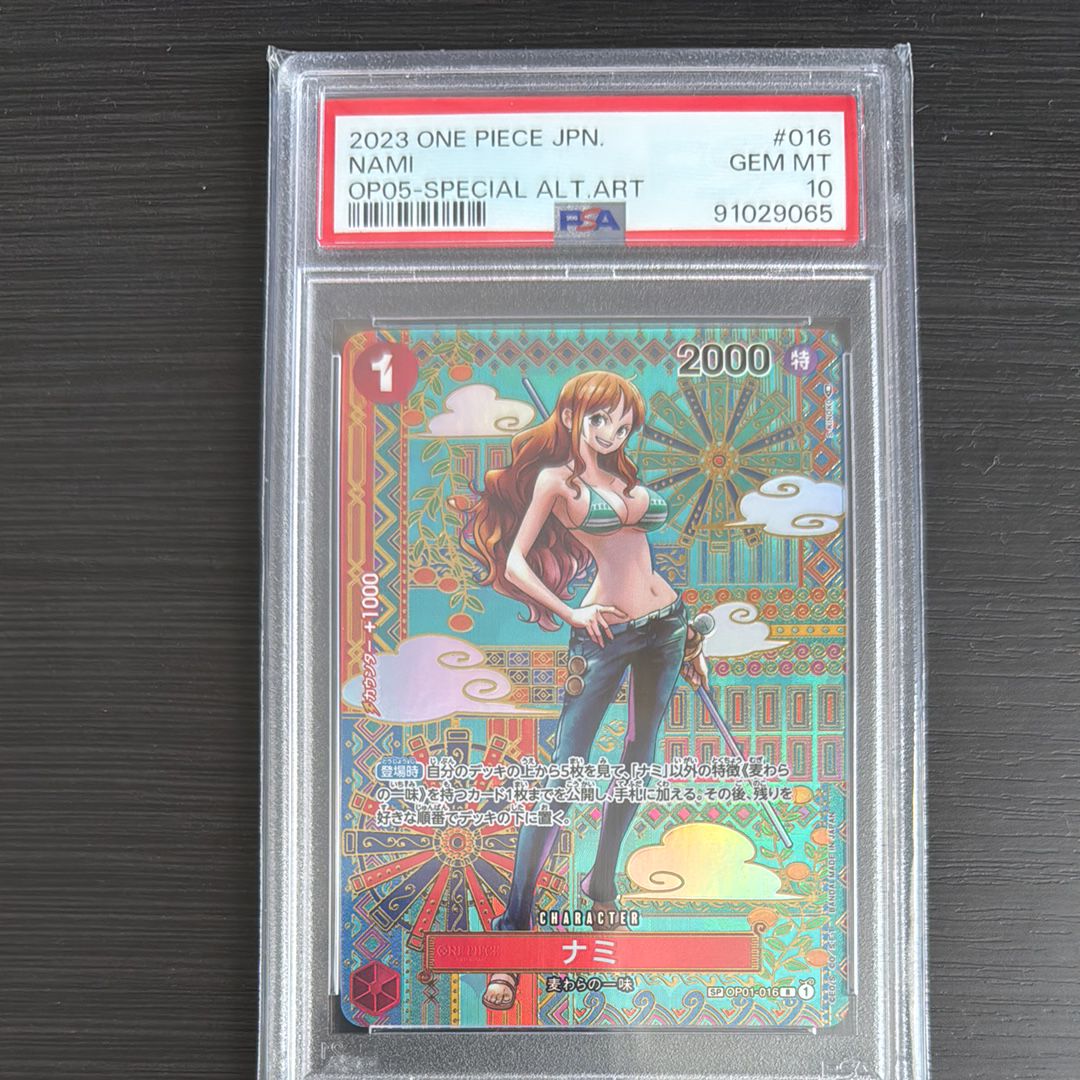 2023 ONE PIECE JPN. #016
NAMI GEM MT
OP05-SPECIAL ALT.ART 10
PSA 91029065
1
2000 特
カウンター +1000
登場時 自分のデッキの上から5枚を見て、「ナミ」以外の特徴《麦わら
の一味》を持つカード1枚までを公開し、手札に加える。その後、残りを
好きな順番でデッキの下に置く。
BANDAI MADE IN JAPAN
CHARACTER
ONE PIECE
ナミ
麦わらの一味
SP OP01-016 R 1